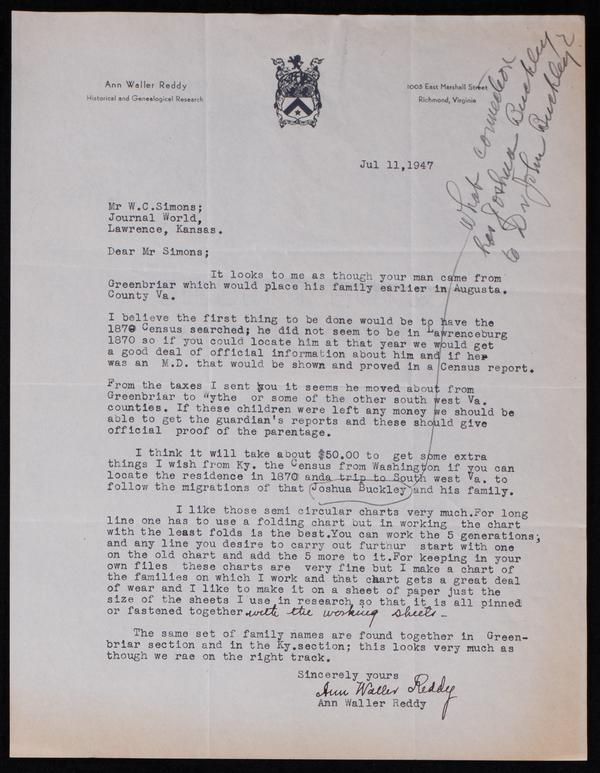 Ann Waller Reddy
Historical and Genealogical Research
1005 East Marshall Street
Richmond, Virginia
What connection
has Joshua Buckley
to Dr John Buckley?
Jul 11,1947
Mr W.C.Simons;
Journal World,
Lawrence, Kansas.
Dear Mr Simons;
It looks to me as though your man came from
Greenbriar which would place his family earlier in Augusta.
County Va.
I believe the first thing to be done would be to have the
1870 Census searched; he did not seem to be in Lawrenceburg
1870 so if you could locate him at that year we would get
a good deal of official information about him and if he
was an M.D. that would be shown and proved in a Census report.
From the taxes I sent you it seems he moved about from
Greenbriar to "ythe or some of the other south west Va.
counties. If these children were left any money we should be
able to get the guardian's reports and these should give
official proof of the parentage.
I think it will take about $50.00 to get some extra
things I wish from Ky. the Census from Washington if you can
locate the residence in 1870 anda trip to South west Va. to
follow the migrations of that Joshua Buckley and his family.
I like those semi circular charts very much.For long
line one has to use a folding chart but in working the chart
with the least folds is the best.You can work the 5 generations;
and any line you desire to carry out furthur start with one
on the old chart and add the 5 more to it.For keeping in your
own files these charts are very fine but I make a chart of
the families on which I work and that chart gets a great deal
of wear and I like to make it on a sheet of paper just the
size of the sheets I use in research so that it is all pinned
or fastened together with the working sheets-
The same set of family names are found together in Green-
briar section and in the Ky.section; this looks very much as
though we rae on the right track.
Sincerely yours
Ann Waller Reddy
Ann Waller Reddy